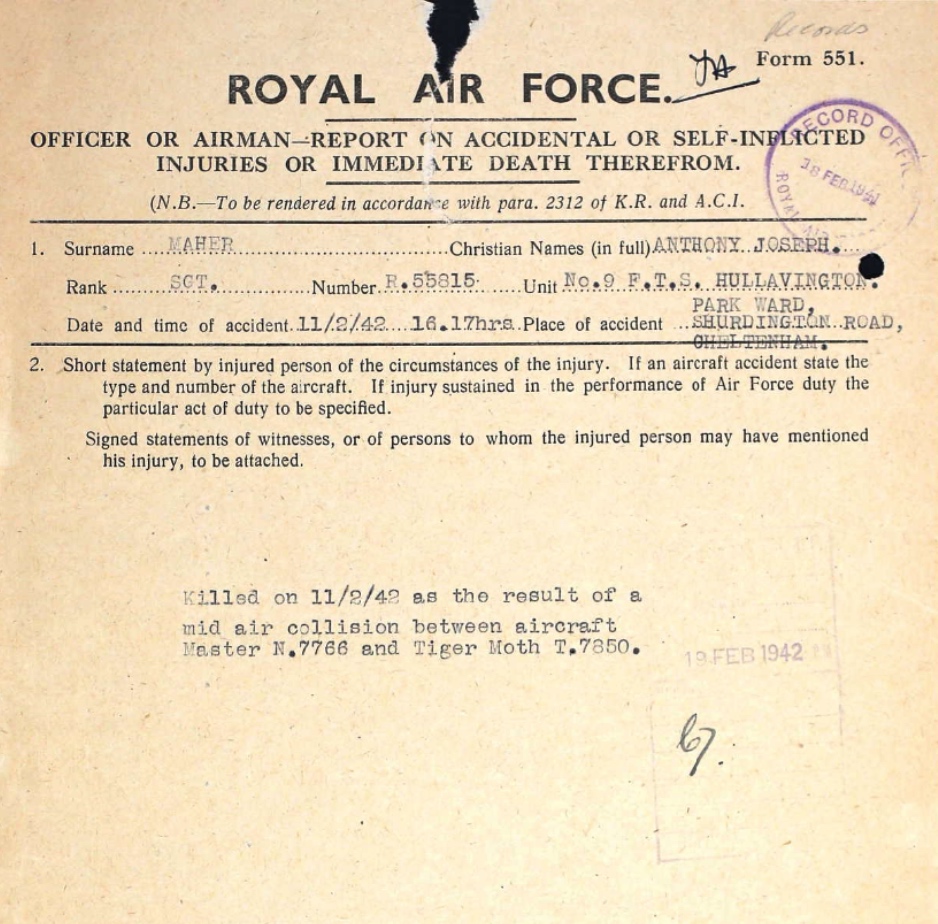 Records
Form 551.
ROYAL AIR FORCE.
OFFICER OR AIRMAN—REPORT ON ACCIDENTAL OR SELF-INFLICTED
INJURIES OR IMMEDIATE DEATH THEREFROM.
RECORD OFFICE
FEB 1942
ROYAL AIR
(N.B.—To be rendered in accordance with para. 2312 of K.R. and A.C.I.
1. Surname ....MAHER.... Christian Names (in full) ANTHONY JOSEPH.
Rank ....SGT.... Number R.55815 Unit No.9 F.T.S. HULLAVINGTON.
Date and time of accident 11/2/42 16.17hrs Place of accident PARK WARD,
SHURDINGTON ROAD,
CHELTENHAM.
2. Short statement by injured person of the circumstances of the injury. If an aircraft accident state the
type and number of the aircraft. If injury sustained in the performance of Air Force duty the
particular act of duty to be specified.
Signed statements of witnesses, or of persons to whom the injured person may have mentioned
his injury, to be attached.
Killed on 11/2/42 as the result of a
mid air collision between aircraft
Master N.7766 and Tiger Moth T.7850.
19 FEB 1942